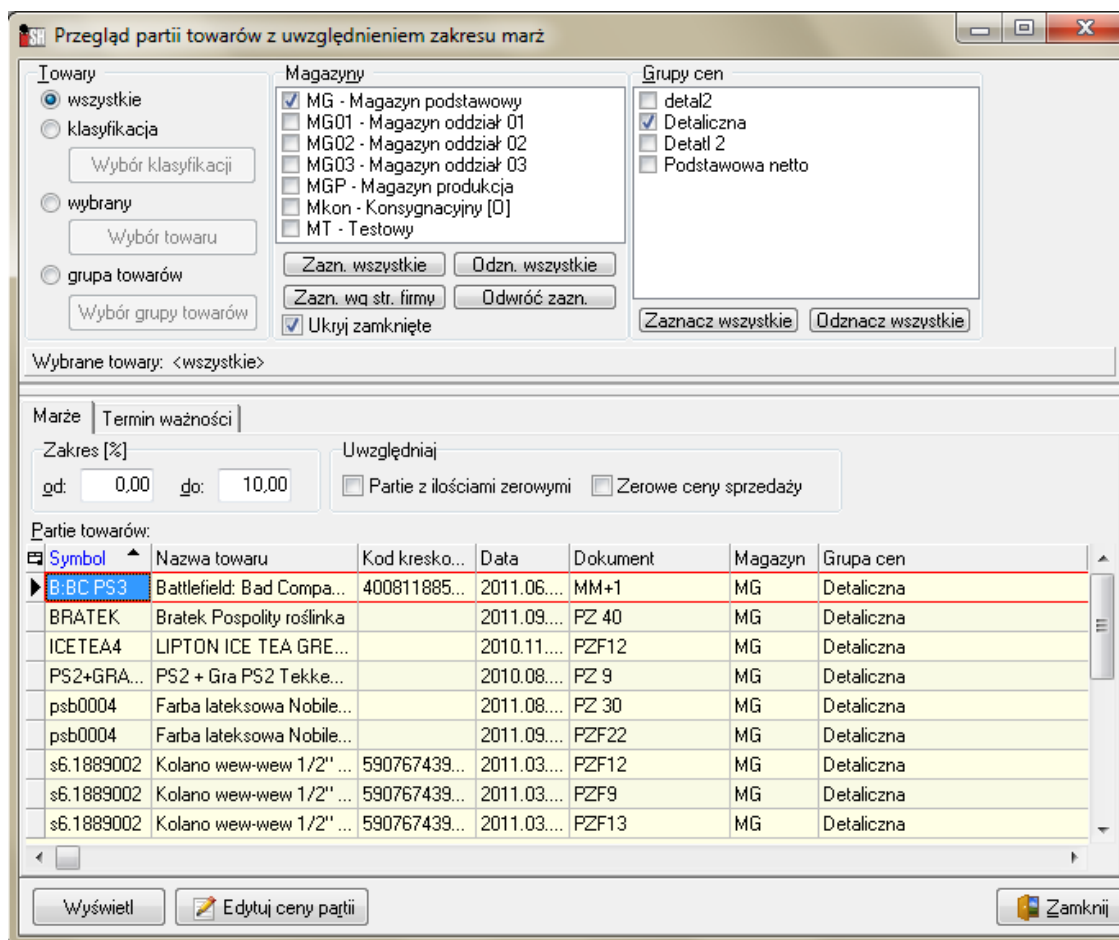 Przegląd partii towarów z uwzględnieniem zakresu marż
Towary
wszystkie
klasyfikacja
Wybór klasyfikacji
wybrany
Wybór towaru
grupa towarów
Wybór grupy towarów
Magazyny
MG - Magazyn podstawowy
MG01 - Magazyn oddział 01
MG02 - Magazyn oddział 02
MG03 - Magazyn oddział 03
MGP - Magazyn produkcja
Mkon - Konsygnacyjny [O]
MT - Testowy
Zazn. wszystkie Odzn. wszystkie
Zazn. wg str. firmy Odwróć zazn.
Ukryj zamknięte
Grupy cen
detal2
Detaliczna
Detatl 2
Podstawowa netto
Zaznacz wszystkie Odznacz wszystkie
Wybrane towary: <wszystkie>
Marże Termin ważności
Zakres [%] Uwzględniaj
od: 0,00 do: 10,00 Partie z ilościami zerowymi Zerowe ceny sprzedaży
Partie towarów:
Symbol Nazwa towaru Kod kresko... Data Dokument Magazyn Grupa cen
B:BC PS3 Battlefield: Bad Compa... 400811885... 2011.06.... MM+1 MG Detaliczna
BRATEK Bratek Pospolity roślinka 2011.09.... PZ 40 MG Detaliczna
ICETEA4 LIPTON ICE TEA GRE... 2010.11.... PZF12 MG Detaliczna
PS2+GRA... PS2 + Gra PS2 Tekke... 2010.08.... PZ 9 MG Detaliczna
psb0004 Farba lateksowa Nobile... 2011.08.... PZ 30 MG Detaliczna
psb0004 Farba lateksowa Nobile... 2011.09.... PZF22 MG Detaliczna
s6.1889002 Kolano wew-wew 1/2" ... 590767439... 2011.03.... PZF12 MG Detaliczna
s6.1889002 Kolano wew-wew 1/2" ... 590767439... 2011.03.... PZF9 MG Detaliczna
s6.1889002 Kolano wew-wew 1/2" ... 590767439... 2011.03.... PZF13 MG Detaliczna
Wyświetl Edytuj ceny partii Zamknij